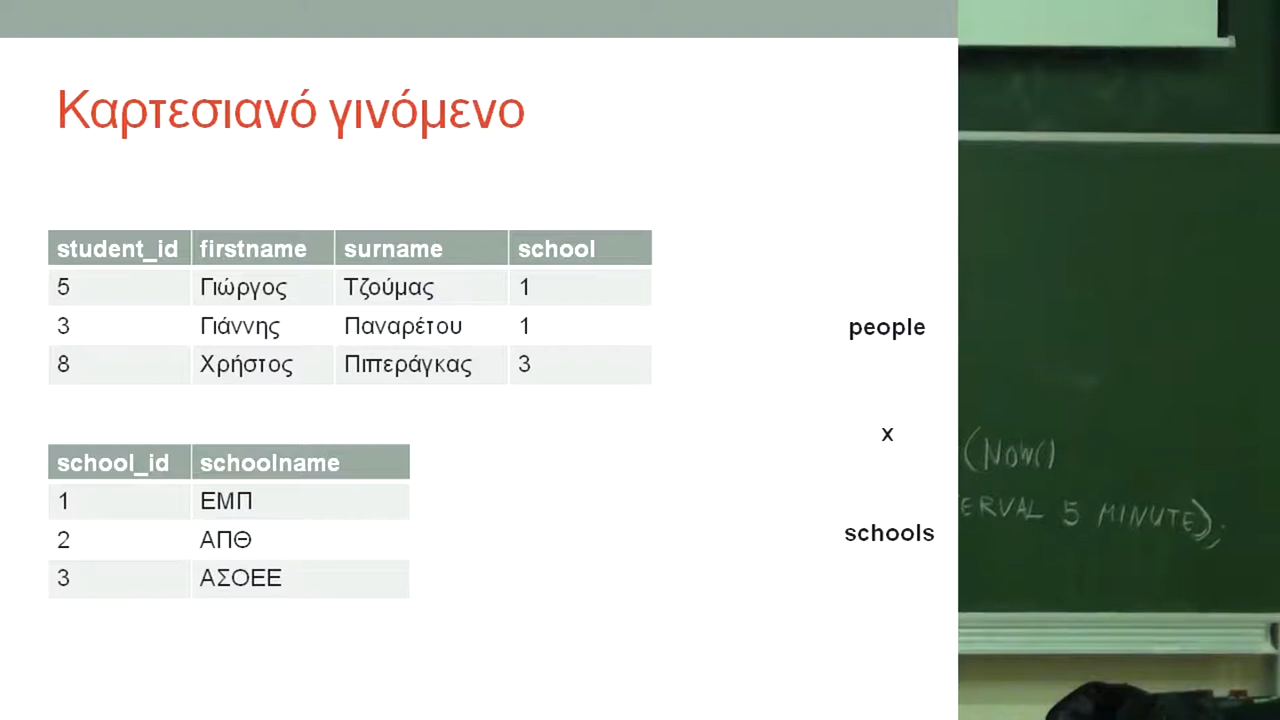 Καρτεσιανό γινόμενο
student_id firstname surname school
5 Γιώργος Τζούμας 1
3 Γιάννης Παναρέτου 1
8 Χρήστος Πιπεράγκας 3
people
x
school_id schoolname
1 ΕΜΠ
2 ΑΠΘ
3 ΑΣΟΕΕ
schools
(NOW()
ERVAL 5 MINUTE);